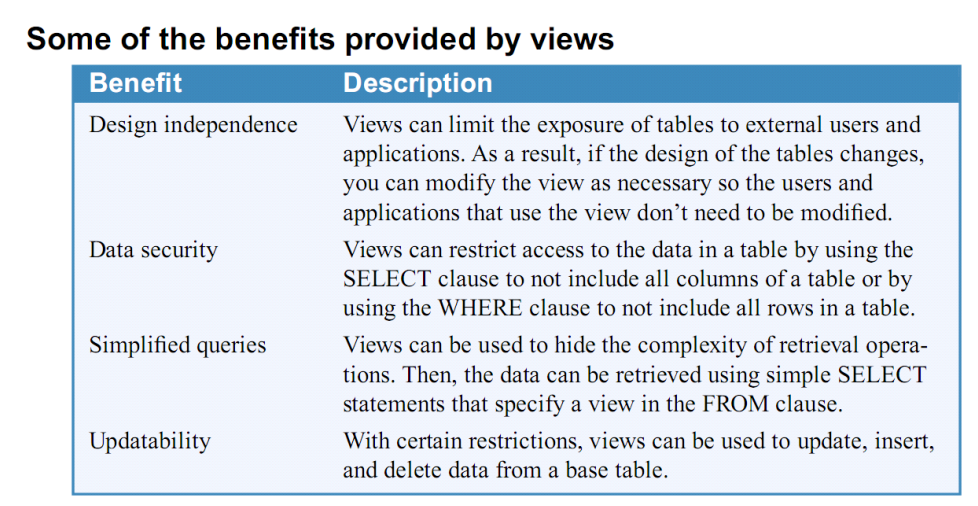 Some of the benefits provided by views
Benefit Description
Design independence Views can limit the exposure of tables to external users and
applications. As a result, if the design of the tables changes,
you can modify the view as necessary so the users and
applications that use the view don’t need to be modified.
Data security Views can restrict access to the data in a table by using the
SELECT clause to not include all columns of a table or by
using the WHERE clause to not include all rows in a table.
Simplified queries Views can be used to hide the complexity of retrieval opera-
tions. Then, the data can be retrieved using simple SELECT
statements that specify a view in the FROM clause.
Updatability With certain restrictions, views can be used to update, insert,
and delete data from a base table.